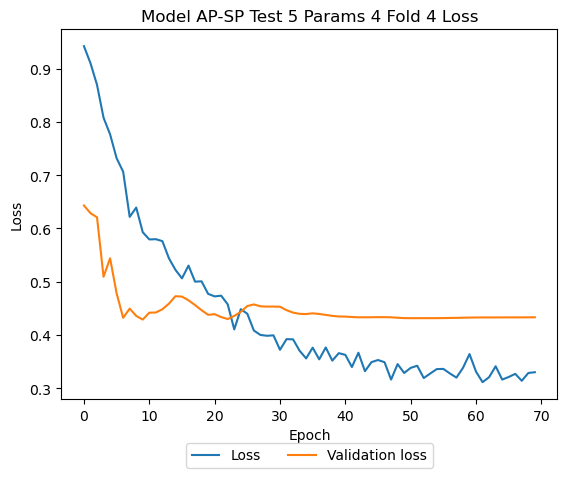 Model AP-SP Test 5 Params 4 Fold 4 Loss
Loss
0.9
0.8
0.7
0.6
0.5
0.4
0.3
0 10 20 30 40 50 60 70
Epoch
Loss Validation loss